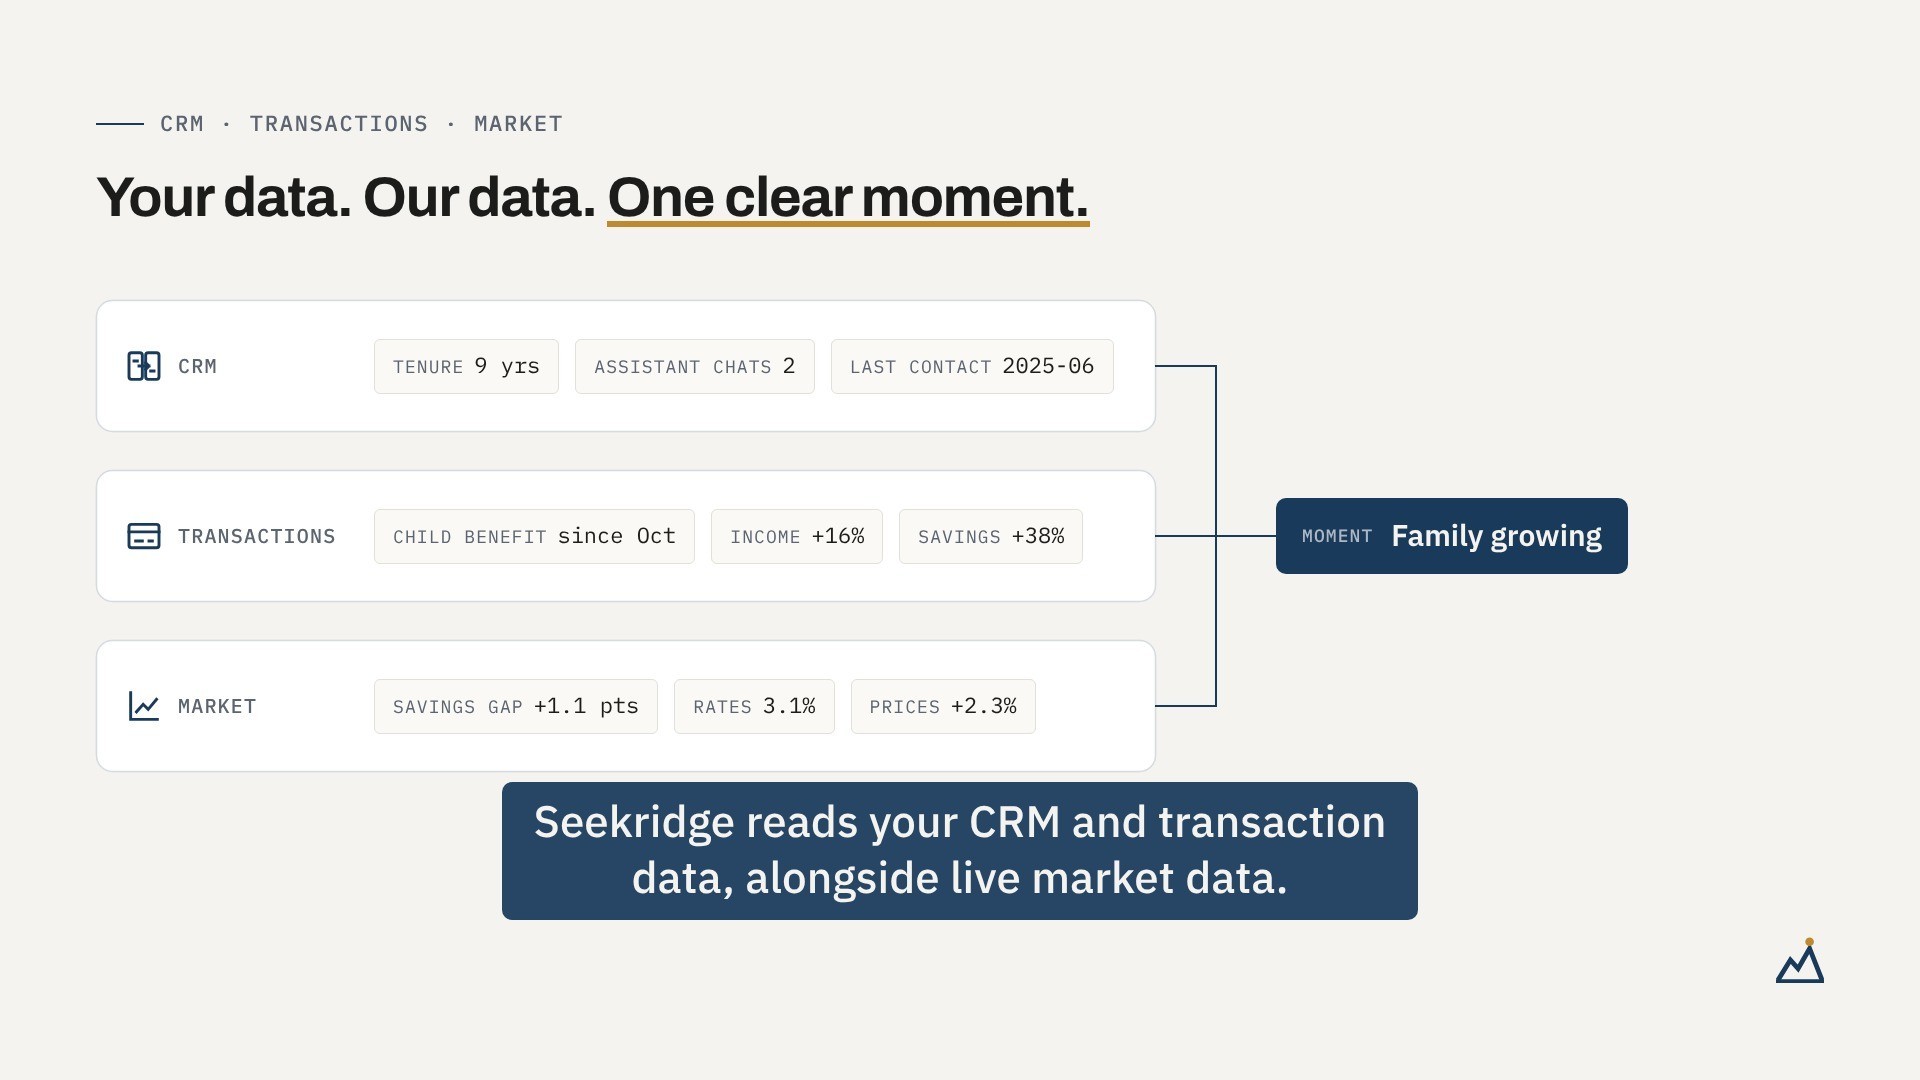 CRM · TRANSACTIONS · MARKET
Your data. Our data. One clear moment.
CRM TENURE 9 yrs ASSISTANT CHATS 2 LAST CONTACT 2025-06
TRANSACTIONS CHILD BENEFIT since Oct INCOME +16% SAVINGS +38%
MOMENT Family growing
MARKET SAVINGS GAP +1.1 pts RATES 3.1% PRICES +2.3%
Seekridge reads your CRM and transaction
data, alongside live market data.